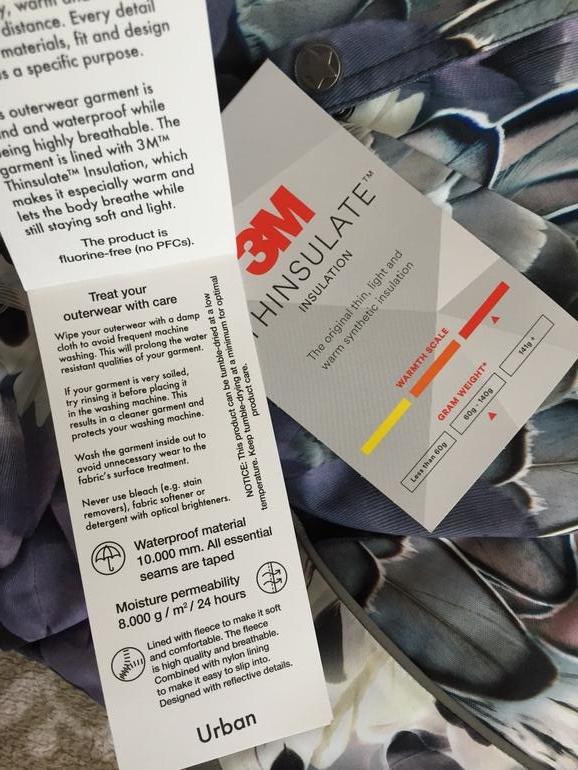 y, warm and
distance. Every detail
materials, fit and design
s a specific purpose.
s outerwear garment is
nd and waterproof while
eing highly breathable. The
garment is lined with 3M™
Thinsulate™ Insulation, which
makes it especially warm and
lets the body breathe while
still staying soft and light.
The product is
fluorine-free (no PFCs).
Treat your
outerwear with care
Wipe your outerwear with a damp
cloth to avoid frequent machine
washing. This will prolong the water
resistant qualities of your garment.
If your garment is very soiled,
try rinsing it before placing it
in the washing machine. This
results in a cleaner garment and
protects your washing machine.
Wash the garment inside out to
avoid unnecessary wear to the
fabric's surface treatment.
Never use bleach (e.g. stain
removers), fabric softener or
detergent with optical brighteners.
NOTICE: This product can be tumble-dried at a low
temperature. Keep tumble-drying at a minimum for optimal
product care.
Waterproof material
10.000 mm. All essential
seams are taped
Moisture permeability
8.000 g / m² / 24 hours
Lined with fleece to make it soft
and comfortable. The fleece
is high quality and breathable.
Combined with nylon lining
to make it easy to slip into.
Designed with reflective details.
Urban
3M
THINSULATE™
INSULATION
The original thin, light and
warm synthetic insulation
WARMTH SCALE
GRAM WEIGHT*
Less than 60g
60g - 140g
141g +